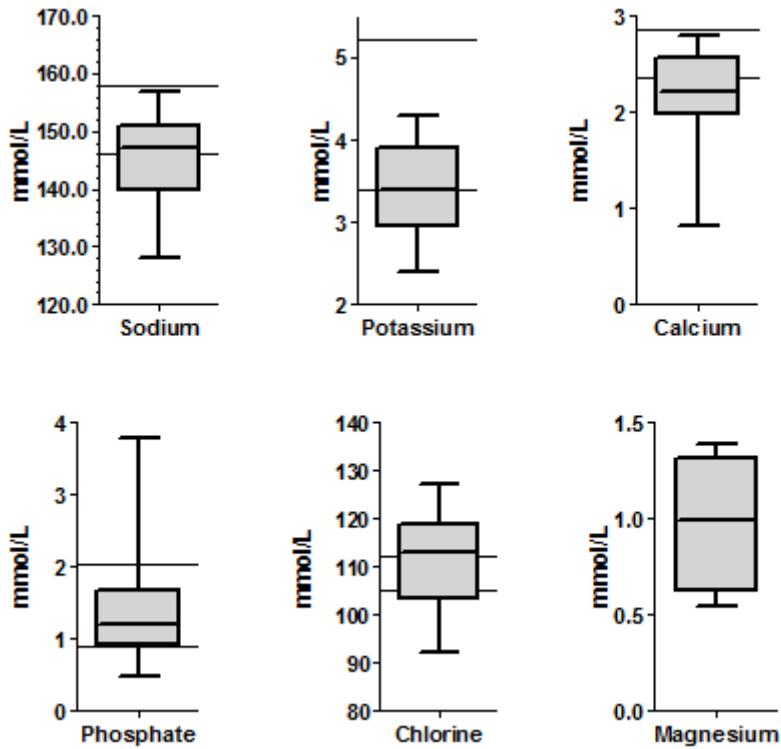 170.0
160.0
150.0
140.0
130.0
120.0
mmol/L
Sodium
5
4
3
2
mmol/L
Potassium
3
2
1
0
mmol/L
Calcium
4
3
2
1
0
mmol/L
Phosphate
140
130
120
110
100
90
80
mmol/L
Chlorine
1.5
1.0
0.5
0.0
mmol/L
Magnesium